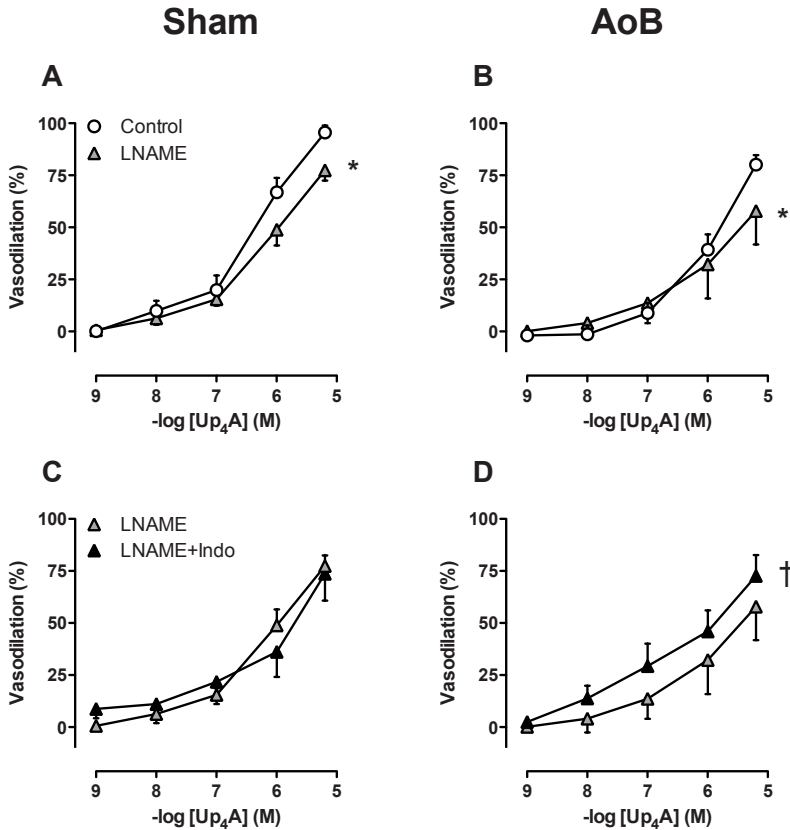 Sham
AoB
A
Control
LNAME
Vasodilation (%)
100
75
50
25
0
*
9 8 7 6 5
-log [Up₄A] (M)
B
Vasodilation (%)
100
75
50
25
0
*
9 8 7 6 5
-log [Up₄A] (M)
C
LNAME
LNAME+Indo
Vasodilation (%)
100
75
50
25
0
9 8 7 6 5
-log [Up₄A] (M)
D
Vasodilation (%)
100
75
50
25
0
†
9 8 7 6 5
-log [Up₄A] (M)